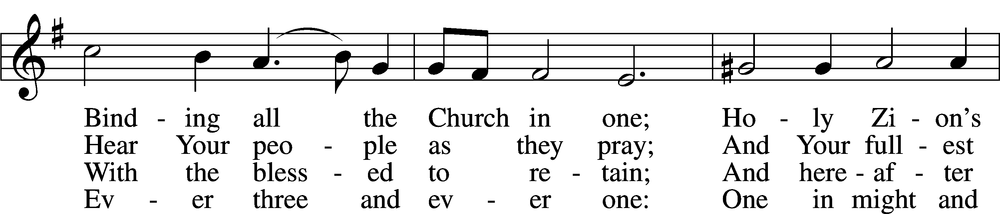 Bind - ing all the Church in one; Ho - ly Zi - on's
Hear Your peo - ple as they pray; And Your full - est
With the bless - ed to re - tain; And here - af - ter
Ev - er three and ev - er one: One in might and